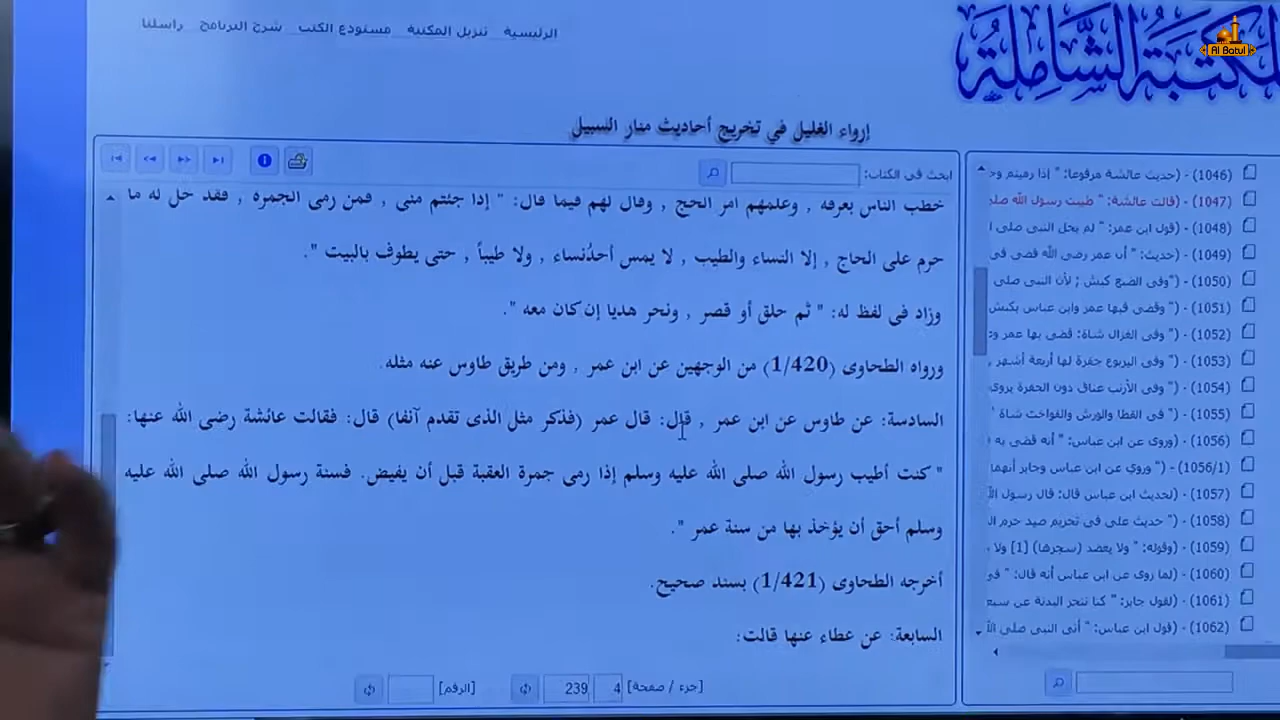 Al Batul
المكتبة الشاملة
الرئيسية تنزيل المكتبة مستودع الكتب شرح البرنامج راسلنا
إرواء الغليل في تخريج أحاديث منار السبيل
ابحث فى الكتاب:
خطب الناس بعرفه , وعلمهم امر الحج , وقال لهم فيما قال: " إذا جئتم منى , فمن رمى الجمره , فقد حل له ما
حرم على الحاج , إلا النساء والطيب , لا يمس أحدُنساء , ولا طيباً , حتى يطوف بالبيت ".
وزاد فى لفظ له: " ثم حلق أو قصر , ونحر هديا إن كان معه ".
ورواه الطحاوى (1/420) من الوجهين عن ابن عمر , ومن طريق طاوس عنه مثله.
السادسة: عن طاوس عن ابن عمر , قال: قال عمر (فذكر مثل الذى تقدم آنفا) قال: فقالت عائشة رضى الله عنها:
" كنت أطيب رسول الله صلى الله عليه وسلم إذا رمى جمرة العقبة قبل أن يفيض. فسنة رسول الله صلى الله عليه
وسلم أحق أن يؤخذ بها من سنة عمر ".
أخرجه الطحاوى (1/421) بسند صحيح.
السابعة: عن عطاء عنها قالت:
[جزء / صفحة] 4 239 [الرقم]
(1046) - (حديث عائشة مرفوعا: " إذا رميتم وح
(1047) - (قالت عائشة: " طيبت رسول الله صلى
(1048) - (قول ابن عمر: " لم يحل النبى صلى ا
(1049) - (حديث: " أن عمر رضى الله قضى فى
(1050) - ("وفى الضبع كبش ; لأن النبى صلى
(1051) - (" وقضى فيها عمر وابن عباس بكبش
(1052) - (" وفى الغزال شاة: قضى بها عمر وع
(1053) - (" وفى اليربوع جفرة لها أربعة أشهر
(1054) - (" وفى الأرنب عناق دون الجفرة يروى
(1055) - (" فى القطا والورش والفواخت شاة "
(1056) - (وروى عن ابن عباس: " أنه قضى به
(1056/1) - (" وروي عن ابن عباس وجابر أنهما
(1057) - (لحديث ابن عباس قال: قال رسول الل
(1058) - (" حديث على فى تحريم صيد حرم ال
(1059) - (وقوله: " ولا يعضد (شجرها) [1] ولا
(1060) - (لما روى عن ابن عباس أنه قال: " فى
(1061) - (لقول جابر: " كنا ننحر البدنة عن سبعة
(1062) - (قول ابن عباس: " أتى النبى صلى الل